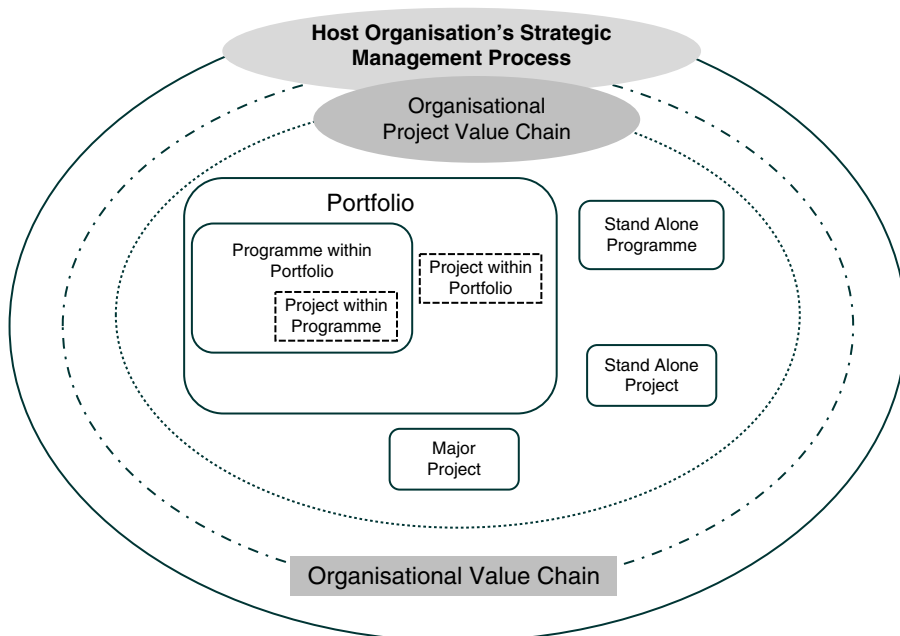 Host Organisation's Strategic
Management Process
Organisational
Project Value Chain
Portfolio
Programme within
Portfolio
Project within
Programme
Project within
Portfolio
Stand Alone
Programme
Stand Alone
Project
Major
Project
Organisational Value Chain